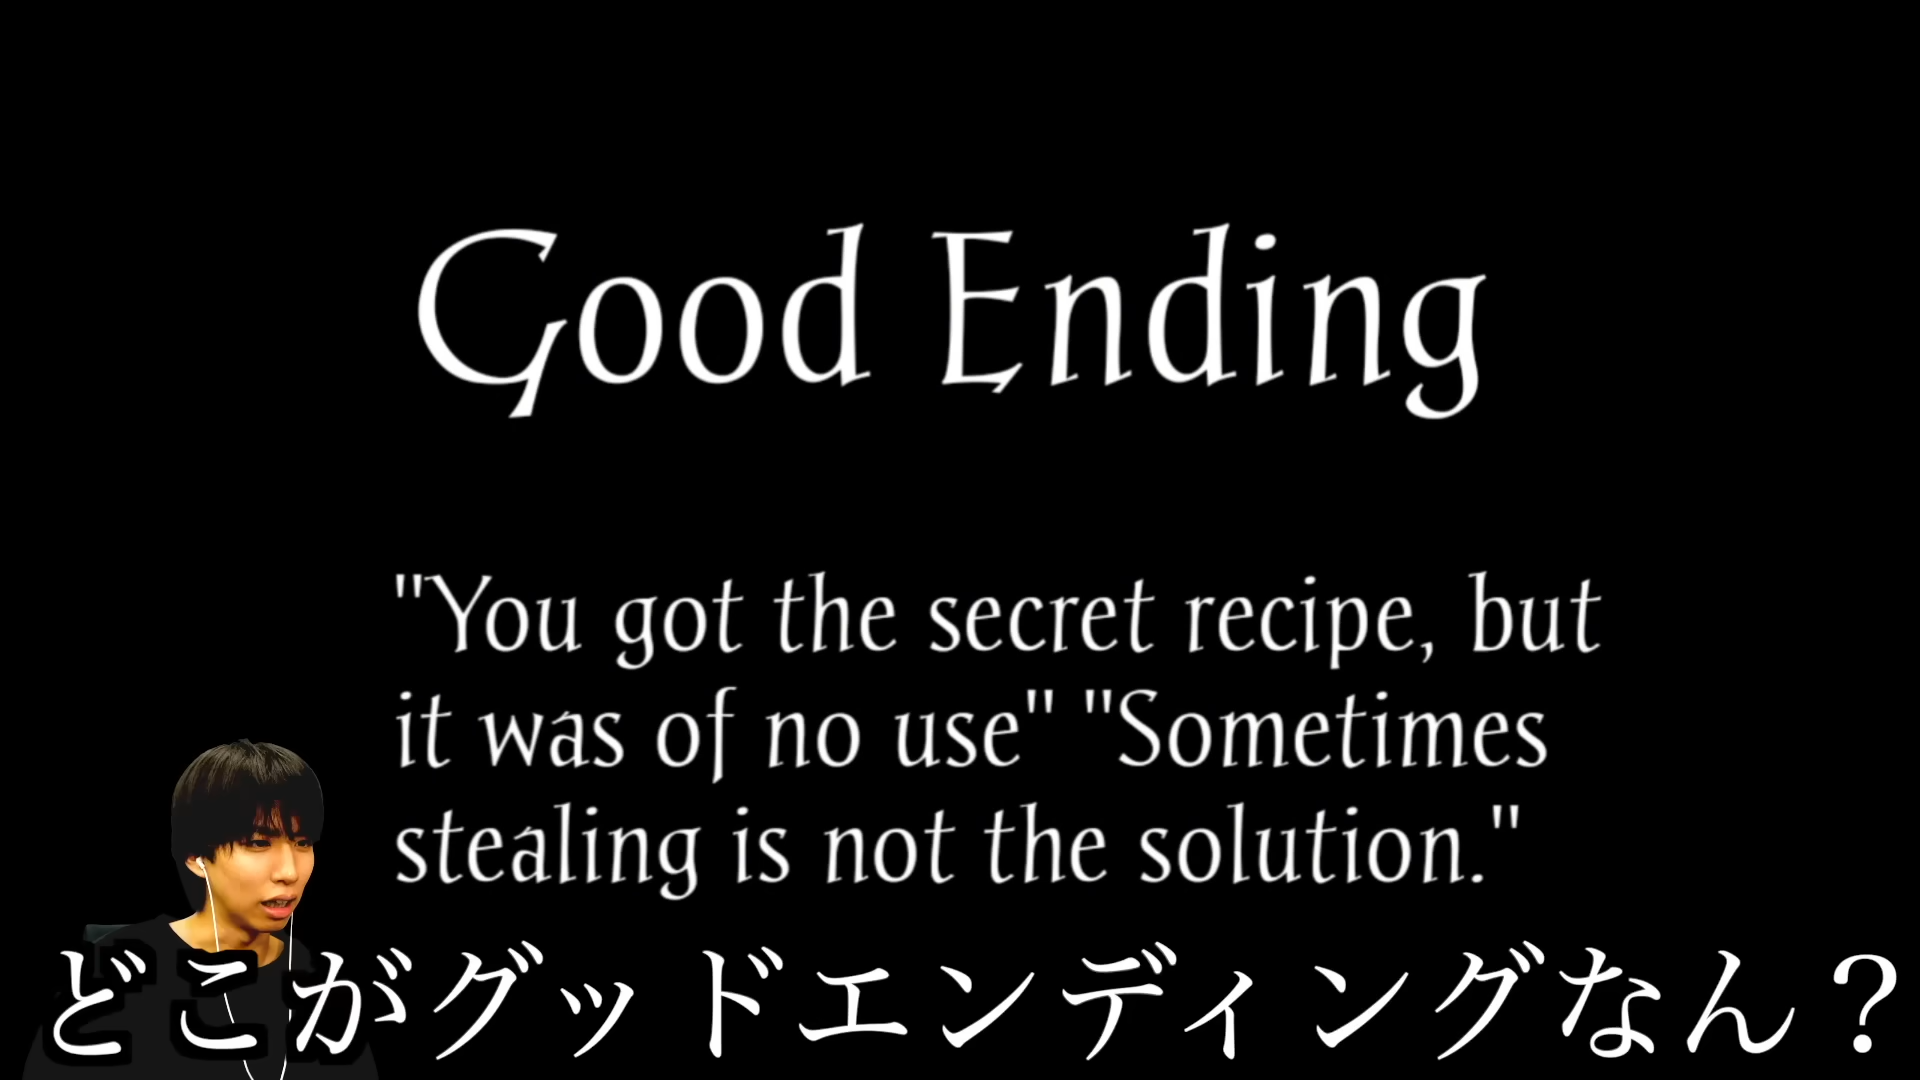 Good Ending
"You got the secret recipe, but
it was of no use" "Sometimes
stealing is not the solution."
どこがグッドエンディングなん？